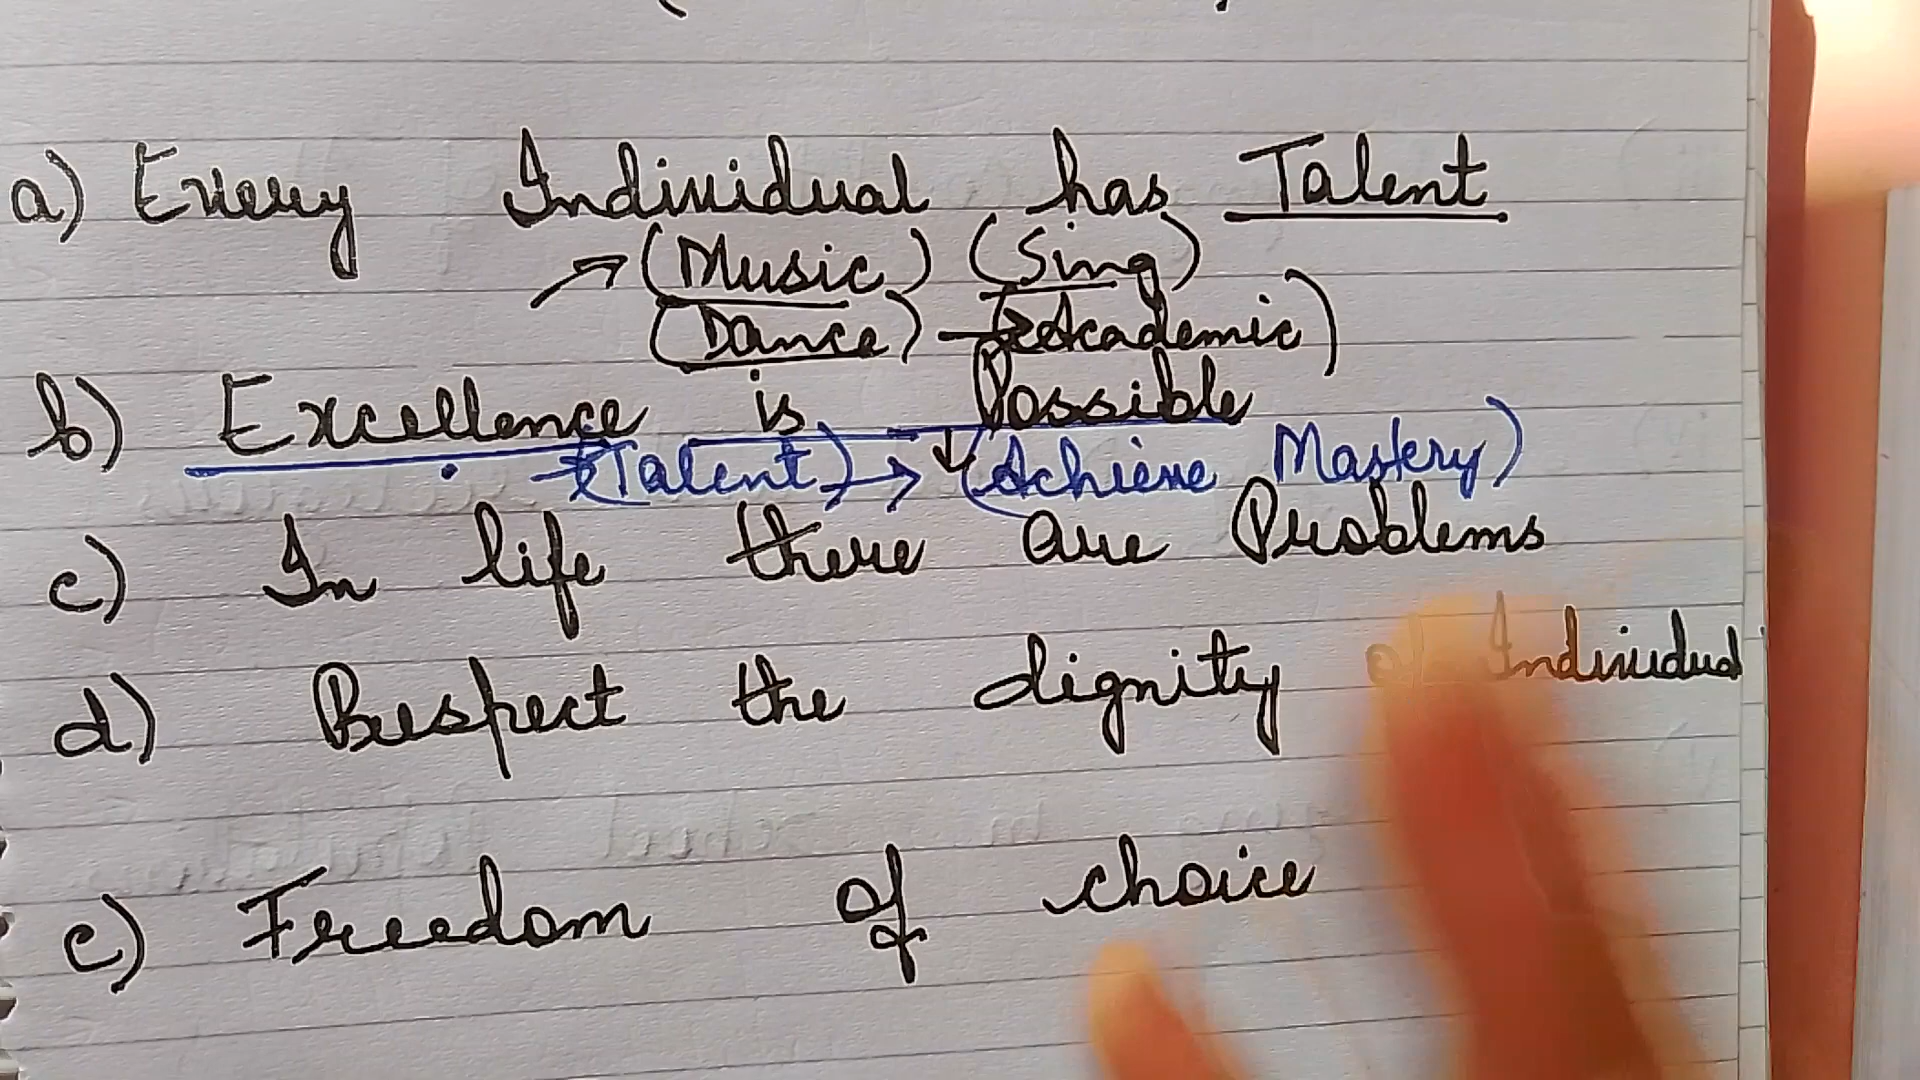 a) Every Individual has Talent
→ (Music) (Sing)
(Dance) → (Academic)
b) Excellence is Possible
→ (Talent) → (Achieve Mastery)
c) In life there are Problems
d) Respect the dignity of Individual
e) Freedom of choice